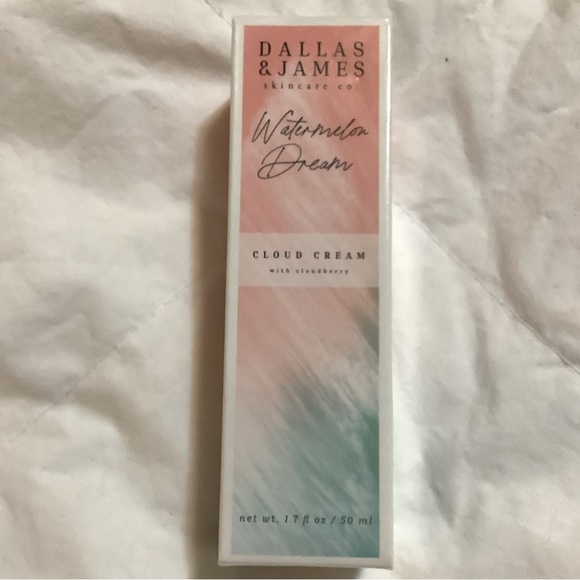 DALLAS
& JAMES
skincare co.
Watermelon
Dream
CLOUD CREAM
with cloudberry
net wt. 1.7 fl oz / 50 ml